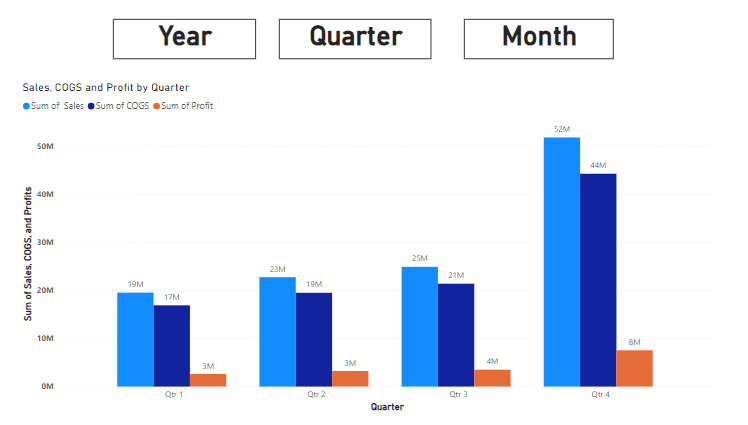 Year Quarter Month
Sales, COGS and Profit by Quarter
Sum of Sales Sum of COGS Sum of Profit
Sum of Sales, COGS, and Profits
50M
40M
30M
20M
10M
0M
19M 17M 3M
23M 19M 3M
25M 21M 4M
52M 44M 8M
Qtr 1 Qtr 2 Qtr 3 Qtr 4
Quarter